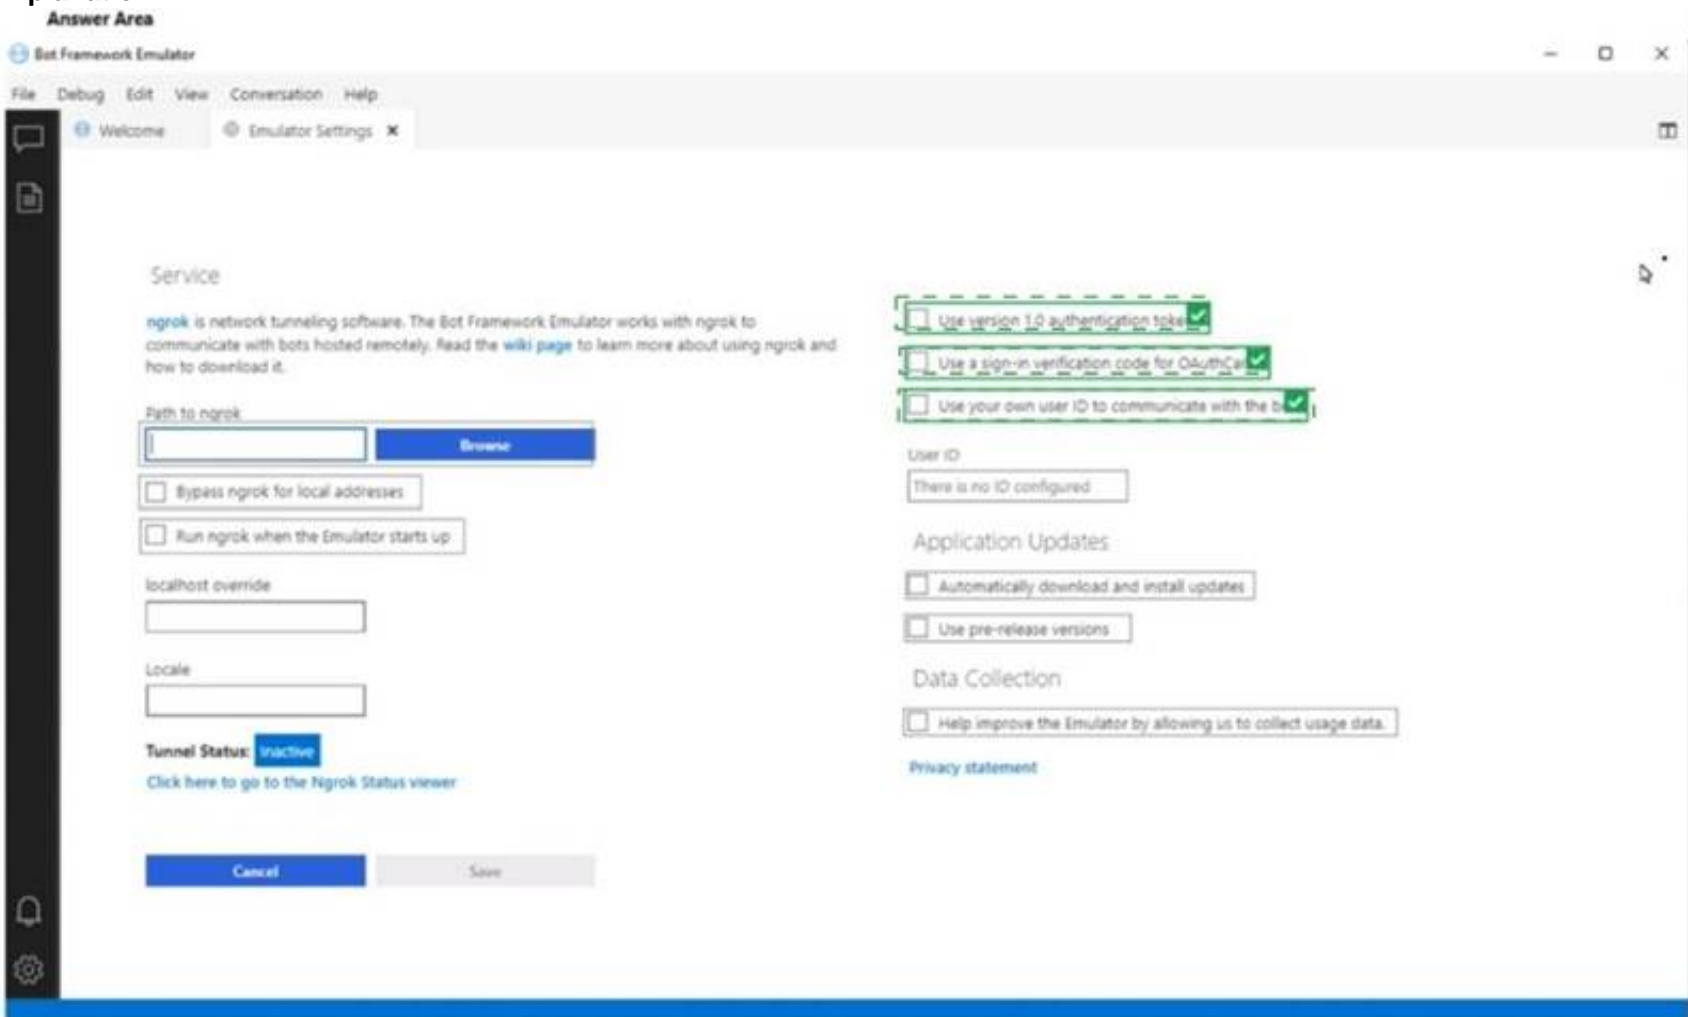 Answer Area
Bot Framework Emulator
File Debug Edit View Conversation Help
Welcome Emulator Settings
Service
ngrok is network tunneling software. The Bot Framework Emulator works with ngrok to
communicate with bots hosted remotely. Read the wiki page to learn more about using ngrok and
how to download it.
Path to ngrok
Browse
Bypass ngrok for local addresses
Run ngrok when the Emulator starts up
localhost override
Locale
Tunnel Status: Inactive
Click here to go to the Ngrok Status viewer
Cancel Save
Use version 1.0 authentication
Use a sign-in verification code for
Use your own user ID to communicate with the
User ID
There is no ID configured
Application Updates
Automatically download and install updates
Use pre-release versions
Data Collection
Help improve the Emulator by allowing us to collect usage data.
Privacy statement